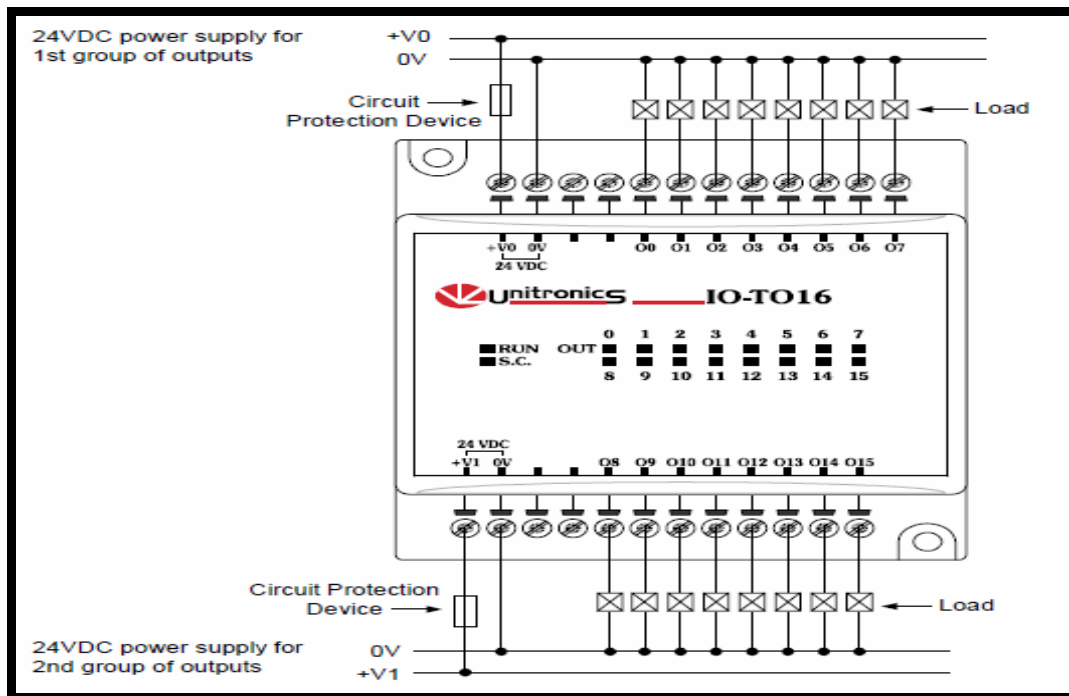 24VDC power supply for
1st group of outputs
+V0
0V
Circuit
Protection Device
Load
+V0 0V O0 O1 O2 O3 O4 O5 O6 O7
24 VDC
Unitronics IO-TO16
0 1 2 3 4 5 6 7
RUN OUT
S.C.
8 9 10 11 12 13 14 15
24 VDC
+V1 0V O8 O9 O10 O11 O12 O13 O14 O15
Circuit Protection
Device
Load
24VDC power supply for
2nd group of outputs
0V
+V1